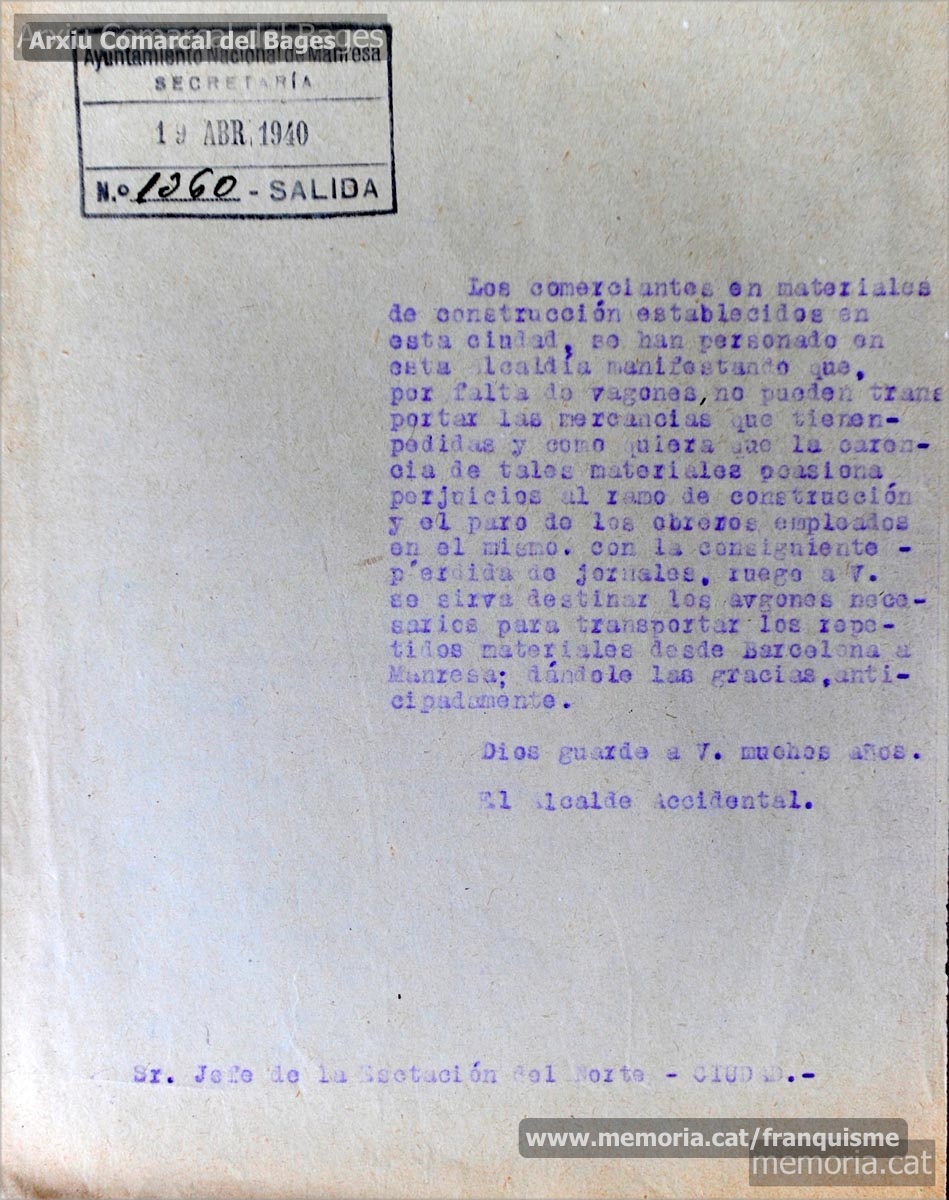 Arxiu Comarcal del Bages
Arxiu Comarcal del Bages
Ayuntamiento Nacional de Manresa
SECRETARÍA
19 ABR. 1940
N.º 1360 - SALIDA
Los comerciantes en materiales
de construcción establecidos en
esta ciudad, se han personado en
esta Alcaldía manifestando que,
por falta de vagones, no pueden trans
portar las mercancias que tienen-
pedidas y como quiera que la caren-
cia de tales materiales ocasiona
perjuicios al ramo de construcción
y el paro de los obreros empleados
en el mismo. con la consiguiente -
p'erdida de jornales, ruego a V.
se sirva destinar los avgones nece-
sarios para transportar los repe-
tidos materiales desde Barcelona a
Manresa; dándole las gracias,anti-
cipadamente.
Dios guarde a V. muchos años.
El Alcalde Accidental.
Sr. Jefe de la Esctación del Norte - CIUDAD.-
www.memoria.cat/franquisme
memoria.cat